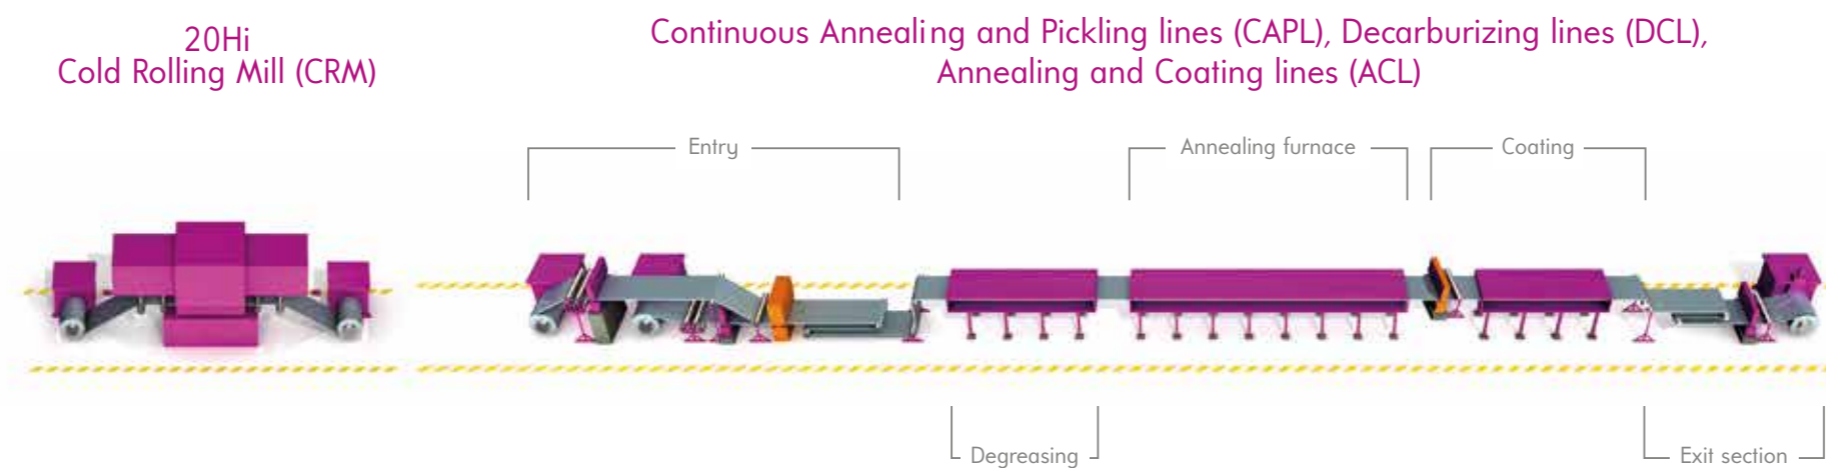 20Hi
Cold Rolling Mill (CRM)
Continuous Annealing and Pickling lines (CAPL), Decarburizing lines (DCL),
Annealing and Coating lines (ACL)
Entry
Annealing furnace
Coating
Degreasing
Exit section